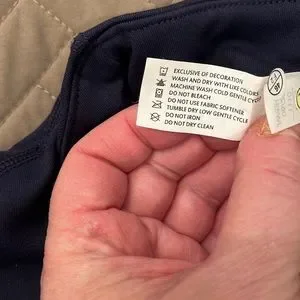 EXCLUSIVE OF DECORATION
WASH AND DRY WITH LIKE COLORS
MACHINE WASH COLD GENTLE CYCLE
DO NOT BLEACH
DO NOT USE FABRIC SOFTENER
TUMBLE DRY LOW GENTLE CYCLE
DO NOT IRON
DO NOT DRY CLEAN